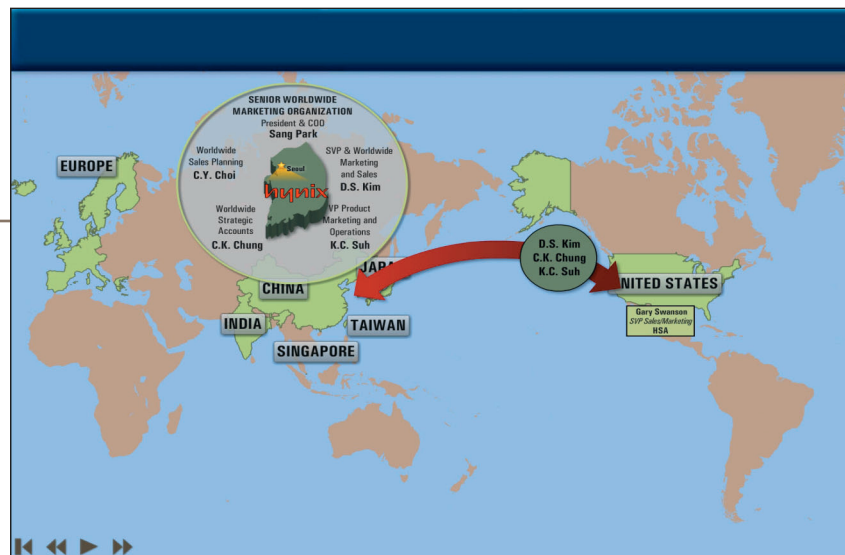 SENIOR WORLDWIDE
MARKETING ORGANIZATION
President & COO
Sang Park
Worldwide
Sales Planning
C.Y. Choi
SVP & Worldwide
Marketing
and Sales
D.S. Kim
Seoul
hynix
Worldwide
Strategic
Accounts
C.K. Chung
VP Product
Marketing and
Operations
K.C. Suh
EUROPE
D.S. Kim
C.K. Chung
K.C. Suh
JAPA
CHINA
UNITED STATES
Gary Swanson
SVP Sales/Marketing
HSA
INDIA
TAIWAN
SINGAPORE